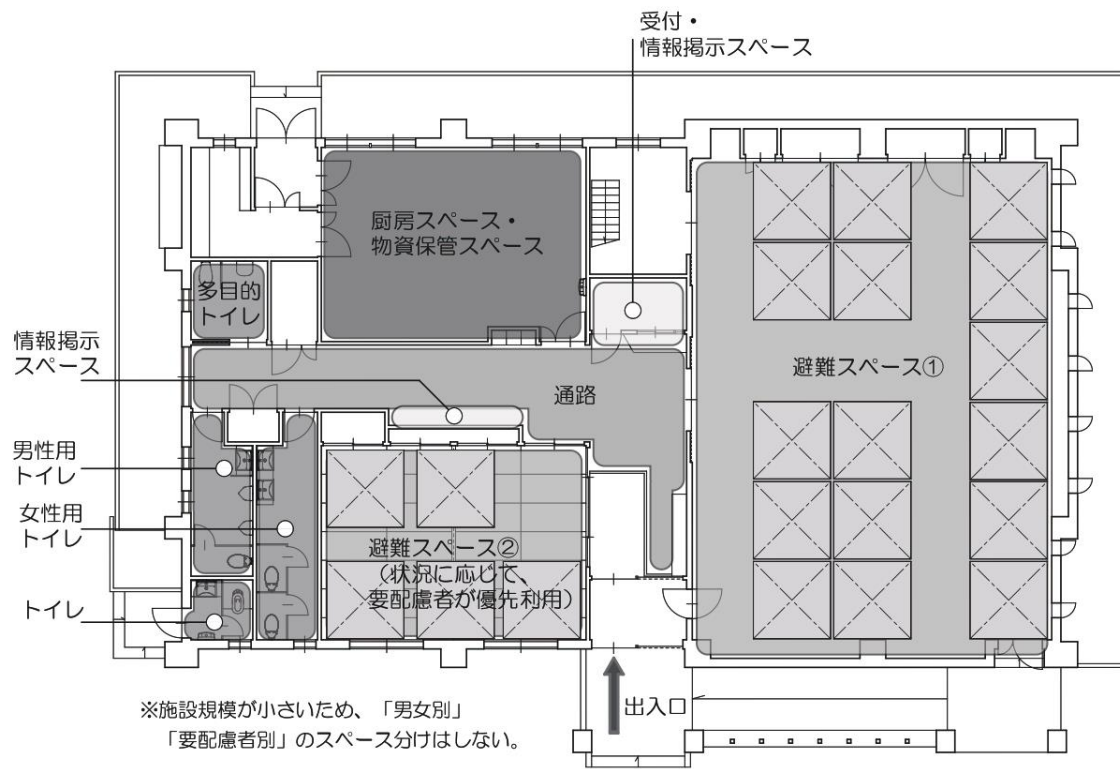 受付・
情報掲示スペース
厨房スペース・
物資保管スペース
多目的
トイレ
情報掲示
スペース
通路
避難スペース①
男性用
トイレ
女性用
トイレ
避難スペース②
（状況に応じて、
要配慮者が優先利用）
トイレ
出入口
※施設規模が小さいため、「男女別」
「要配慮者別」のスペース分けはしない。